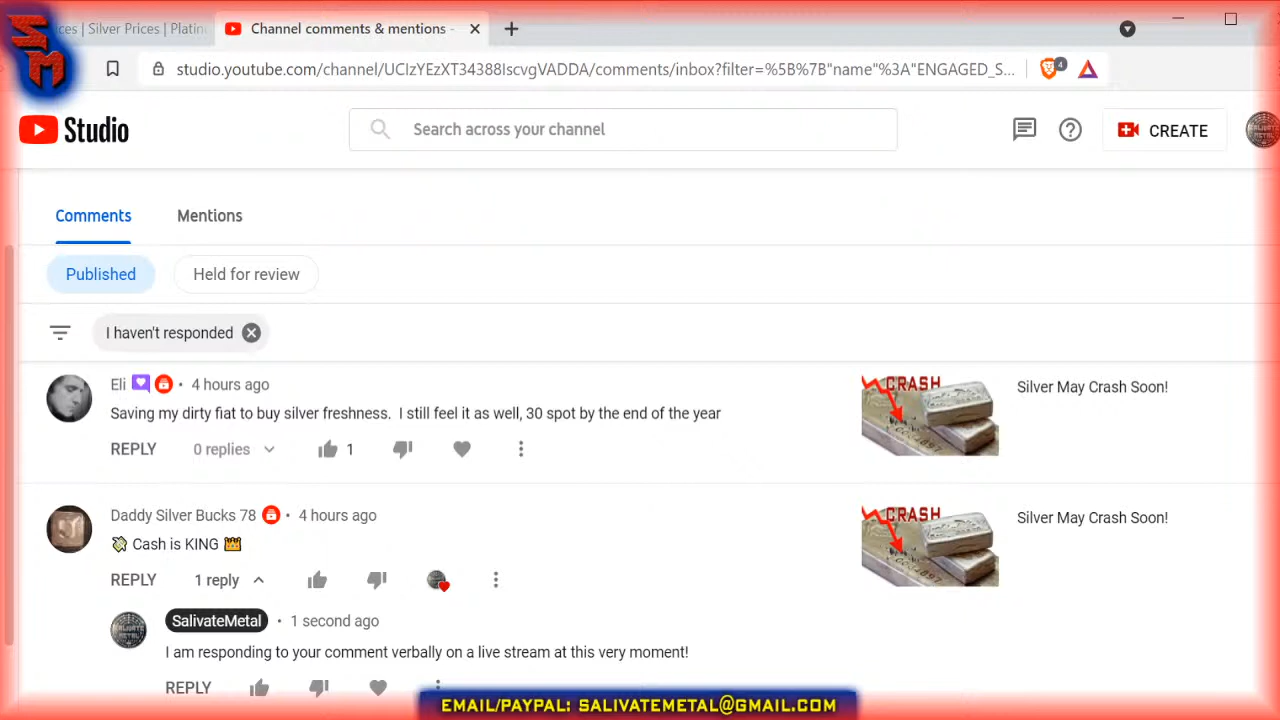 SM
ces | Silver Prices | Platin
Channel comments & mentions -
studio.youtube.com/channel/UCIzYEzXT34388IscvgVADDA/comments/inbox?filter=%5B%7B"name"%3A"ENGAGED_S...
4
Studio
Search across your channel
CREATE
Comments
Mentions
Published
Held for review
I haven't responded
Eli • 4 hours ago
Saving my dirty fiat to buy silver freshness. I still feel it as well, 30 spot by the end of the year
REPLY 0 replies 1
CRASH
Silver May Crash Soon!
Daddy Silver Bucks 78 • 4 hours ago
💸 Cash is KING 👑
REPLY 1 reply
CRASH
Silver May Crash Soon!
SalivateMetal • 1 second ago
I am responding to your comment verbally on a live stream at this very moment!
REPLY
EMAIL/PAYPAL: SALIVATEMETAL@GMAIL.COM